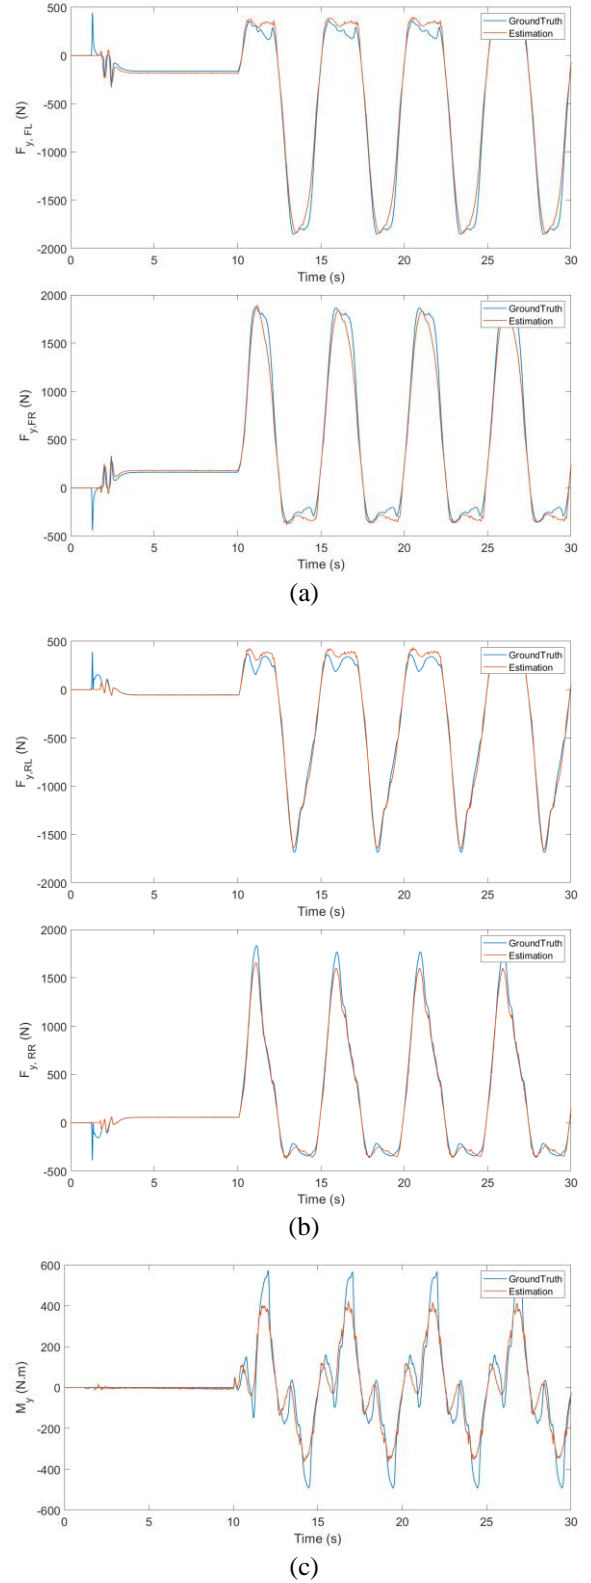 500
0
-500
-1000
-1500
-2000
F_y, FL (N)
0 5 10 15 20 25 30
Time (s)
GroundTruth
Estimation
2000
1500
1000
500
0
-500
F_y,FR (N)
0 5 10 15 20 25 30
Time (s)
GroundTruth
Estimation
(a)
500
0
-500
-1000
-1500
-2000
F_y,RL (N)
0 5 10 15 20 25 30
Time (s)
GroundTruth
Estimation
2000
1500
1000
500
0
-500
F_y, RR (N)
0 5 10 15 20 25 30
Time (s)
GroundTruth
Estimation
(b)
600
400
200
0
-200
-400
-600
M_y (N.m)
0 5 10 15 20 25 30
Time (s)
GroundTruth
Estimation
(c)